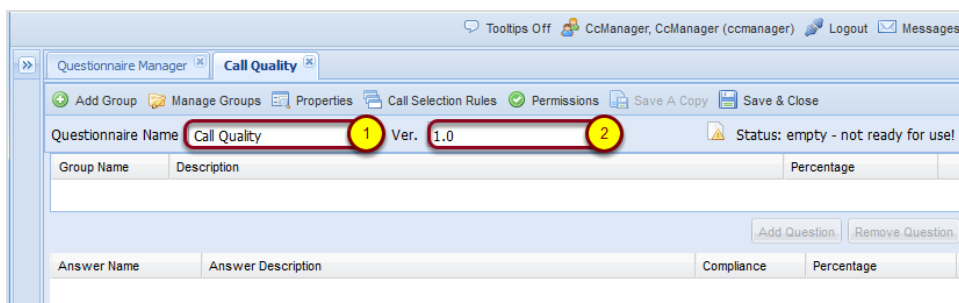 Tooltips Off CcManager, CcManager (ccmanager) Logout Messages
Questionnaire Manager Call Quality
Add Group Manage Groups Properties Call Selection Rules Permissions Save A Copy Save & Close
Questionnaire Name Call Quality 1 Ver. 1.0 2 Status: empty - not ready for use!
Group Name Description Percentage
Add Question Remove Question
Answer Name Answer Description Compliance Percentage